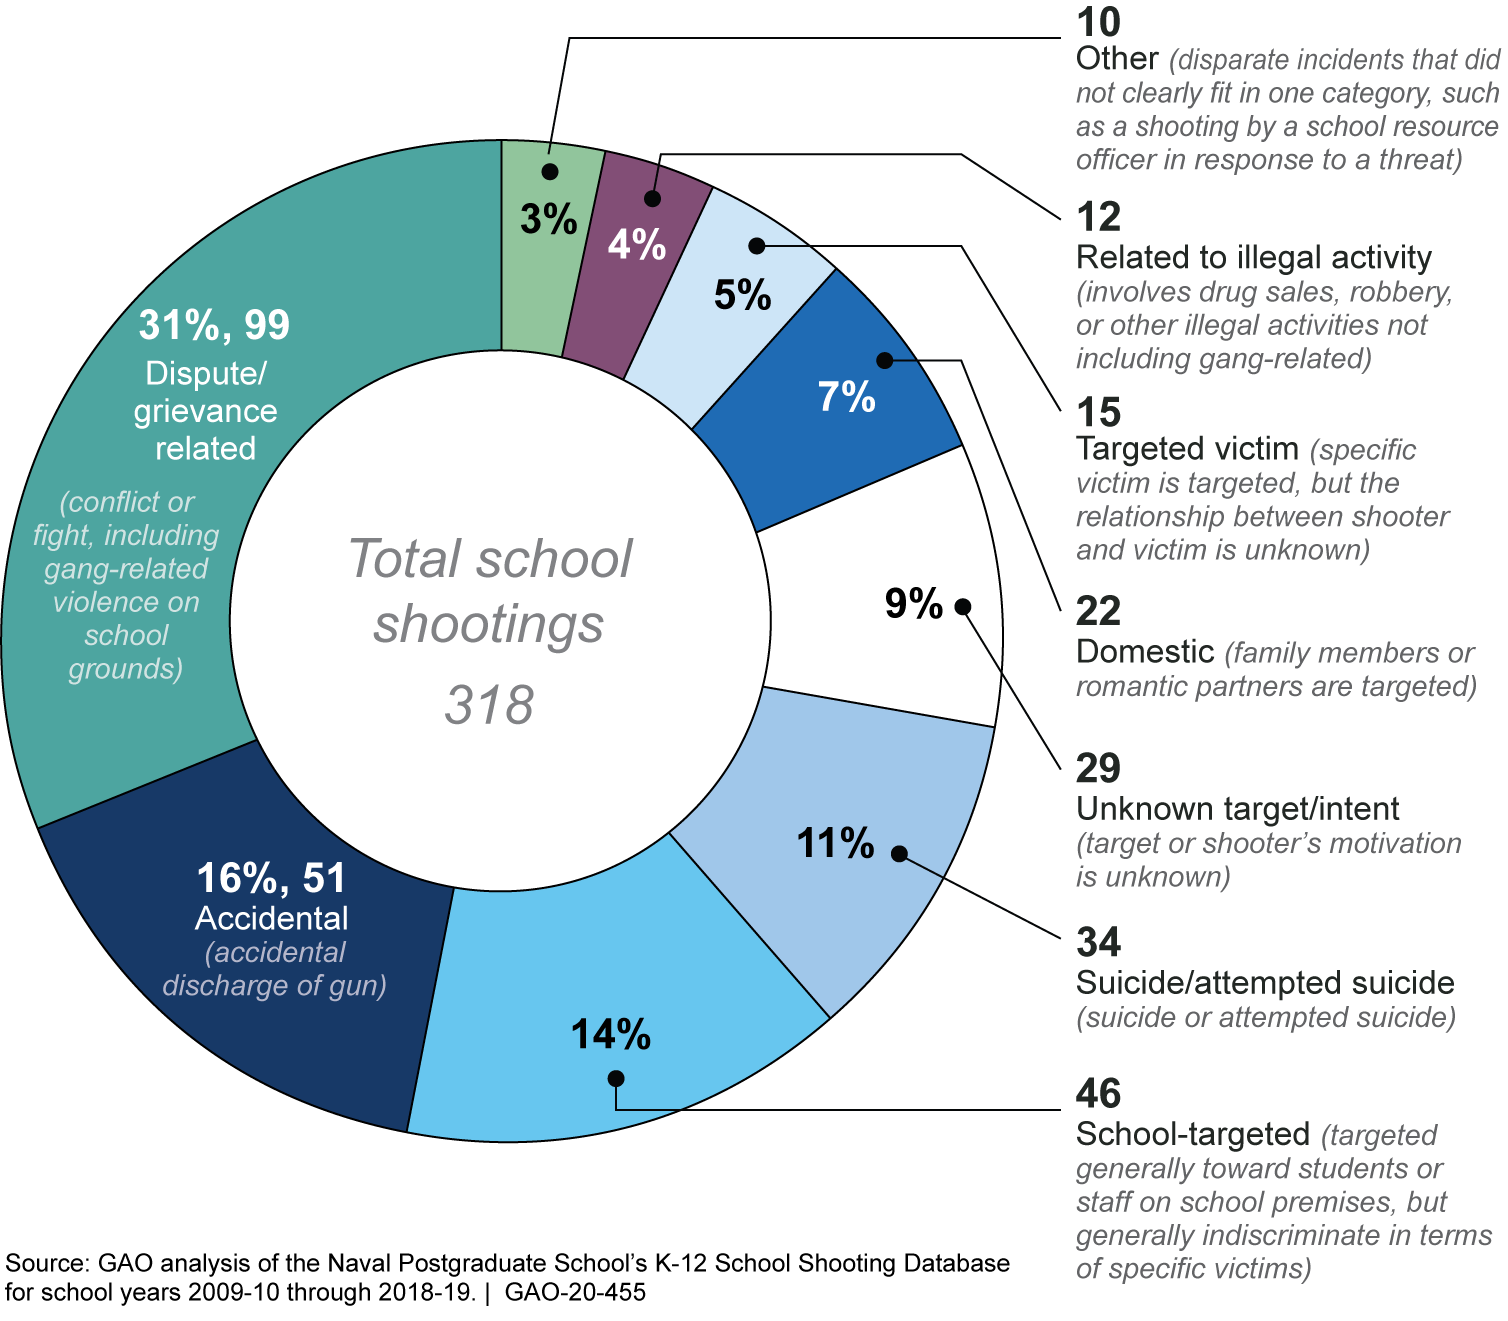 10
Other (disparate incidents that did
not clearly fit in one category, such
as a shooting by a school resource
officer in response to a threat)
3%
12
Related to illegal activity
(involves drug sales, robbery,
or other illegal activities not
including gang-related)
4%
15
Targeted victim (specific
victim is targeted, but the
relationship between shooter
and victim is unknown)
5%
22
Domestic (family members or
romantic partners are targeted)
7%
29
Unknown target/intent
(target or shooter’s motivation
is unknown)
9%
34
Suicide/attempted suicide
(suicide or attempted suicide)
11%
46
School-targeted (targeted
generally toward students or
staff on school premises, but
generally indiscriminate in terms
of specific victims)
14%
16%, 51
Accidental
(accidental
discharge of gun)
31%, 99
Dispute/
grievance
related
(conflict or
fight, including
gang-related
violence on
school
grounds)
Total school
shootings
318
Source: GAO analysis of the Naval Postgraduate School’s K-12 School Shooting Database
for school years 2009-10 through 2018-19. | GAO-20-455